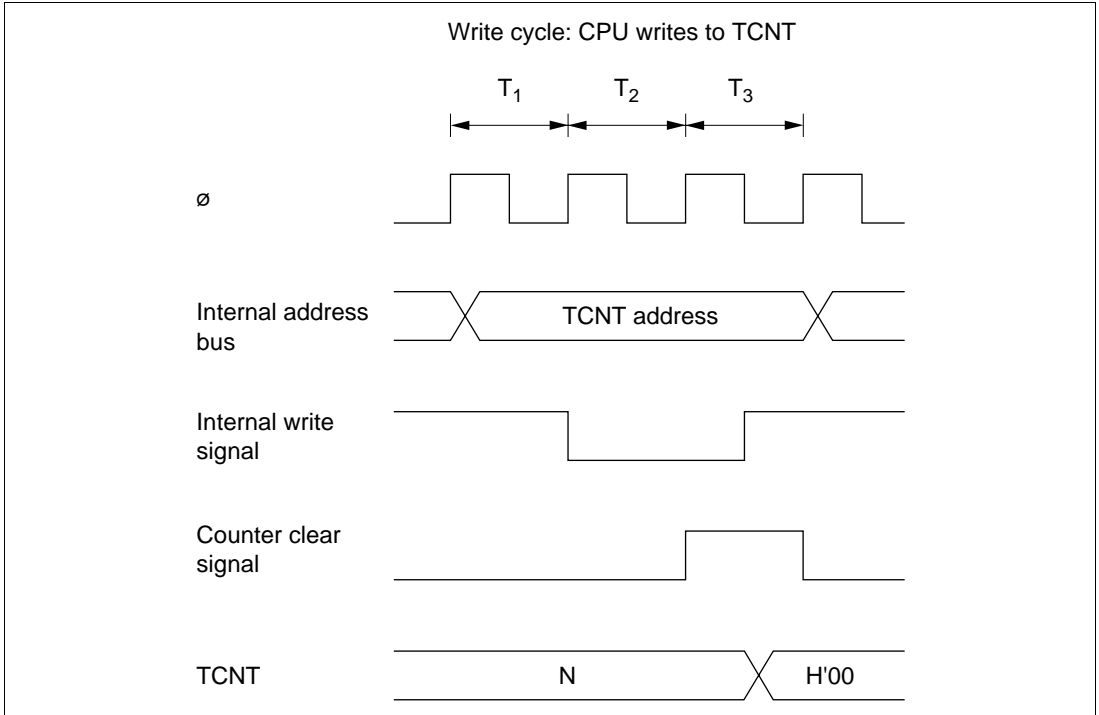 Write cycle: CPU writes to TCNT
T1 T2 T3
ø
Internal address
bus
TCNT address
Internal write
signal
Counter clear
signal
TCNT N H'00